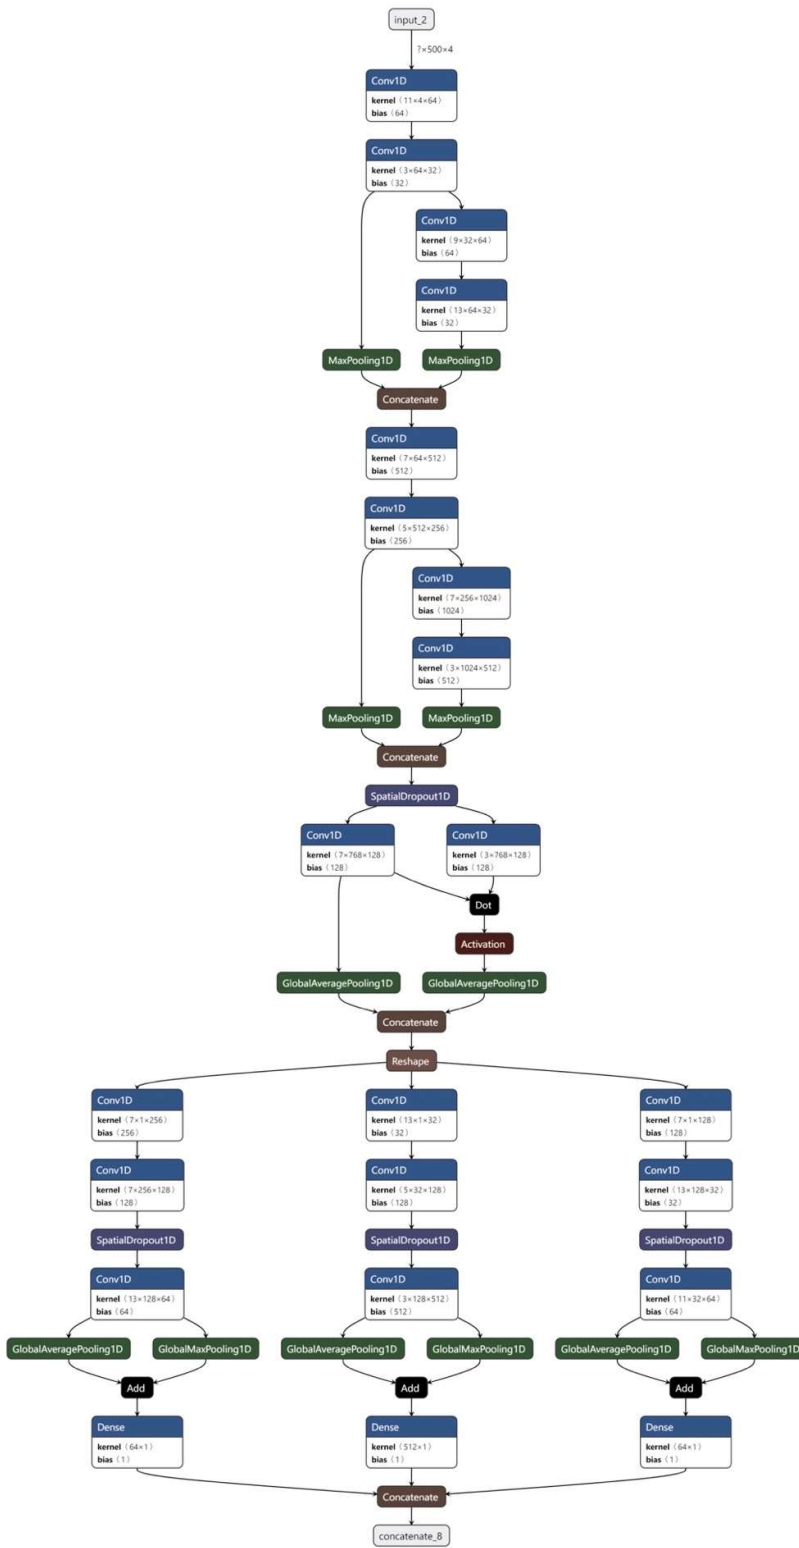 input_2
?×500×4
Conv1D
kernel ⟨11×4×64⟩
bias ⟨64⟩
Conv1D
kernel ⟨3×64×32⟩
bias ⟨32⟩
Conv1D
kernel ⟨9×32×64⟩
bias ⟨64⟩
Conv1D
kernel ⟨13×64×32⟩
bias ⟨32⟩
MaxPooling1D MaxPooling1D
Concatenate
Conv1D
kernel ⟨7×64×512⟩
bias ⟨512⟩
Conv1D
kernel ⟨5×512×256⟩
bias ⟨256⟩
Conv1D
kernel ⟨7×256×1024⟩
bias ⟨1024⟩
Conv1D
kernel ⟨3×1024×512⟩
bias ⟨512⟩
MaxPooling1D MaxPooling1D
Concatenate
SpatialDropout1D
Conv1D Conv1D
kernel ⟨7×768×128⟩ kernel ⟨3×768×128⟩
bias ⟨128⟩ bias ⟨128⟩
Dot
Activation
GlobalAveragePooling1D GlobalAveragePooling1D
Concatenate
Reshape
Conv1D Conv1D Conv1D
kernel ⟨7×1×256⟩ kernel ⟨13×1×32⟩ kernel ⟨7×1×128⟩
bias ⟨256⟩ bias ⟨32⟩ bias ⟨128⟩
Conv1D Conv1D Conv1D
kernel ⟨7×256×128⟩ kernel ⟨5×32×128⟩ kernel ⟨13×128×32⟩
bias ⟨128⟩ bias ⟨128⟩ bias ⟨32⟩
SpatialDropout1D SpatialDropout1D SpatialDropout1D
Conv1D Conv1D Conv1D
kernel ⟨13×128×64⟩ kernel ⟨3×128×512⟩ kernel ⟨11×32×64⟩
bias ⟨64⟩ bias ⟨512⟩ bias ⟨64⟩
GlobalAveragePooling1D GlobalMaxPooling1D GlobalAveragePooling1D GlobalMaxPooling1D GlobalAveragePooling1D GlobalMaxPooling1D
Add Add Add
Dense Dense Dense
kernel ⟨64×1⟩ kernel ⟨512×1⟩ kernel ⟨64×1⟩
bias ⟨1⟩ bias ⟨1⟩ bias ⟨1⟩
Concatenate
concatenate_8